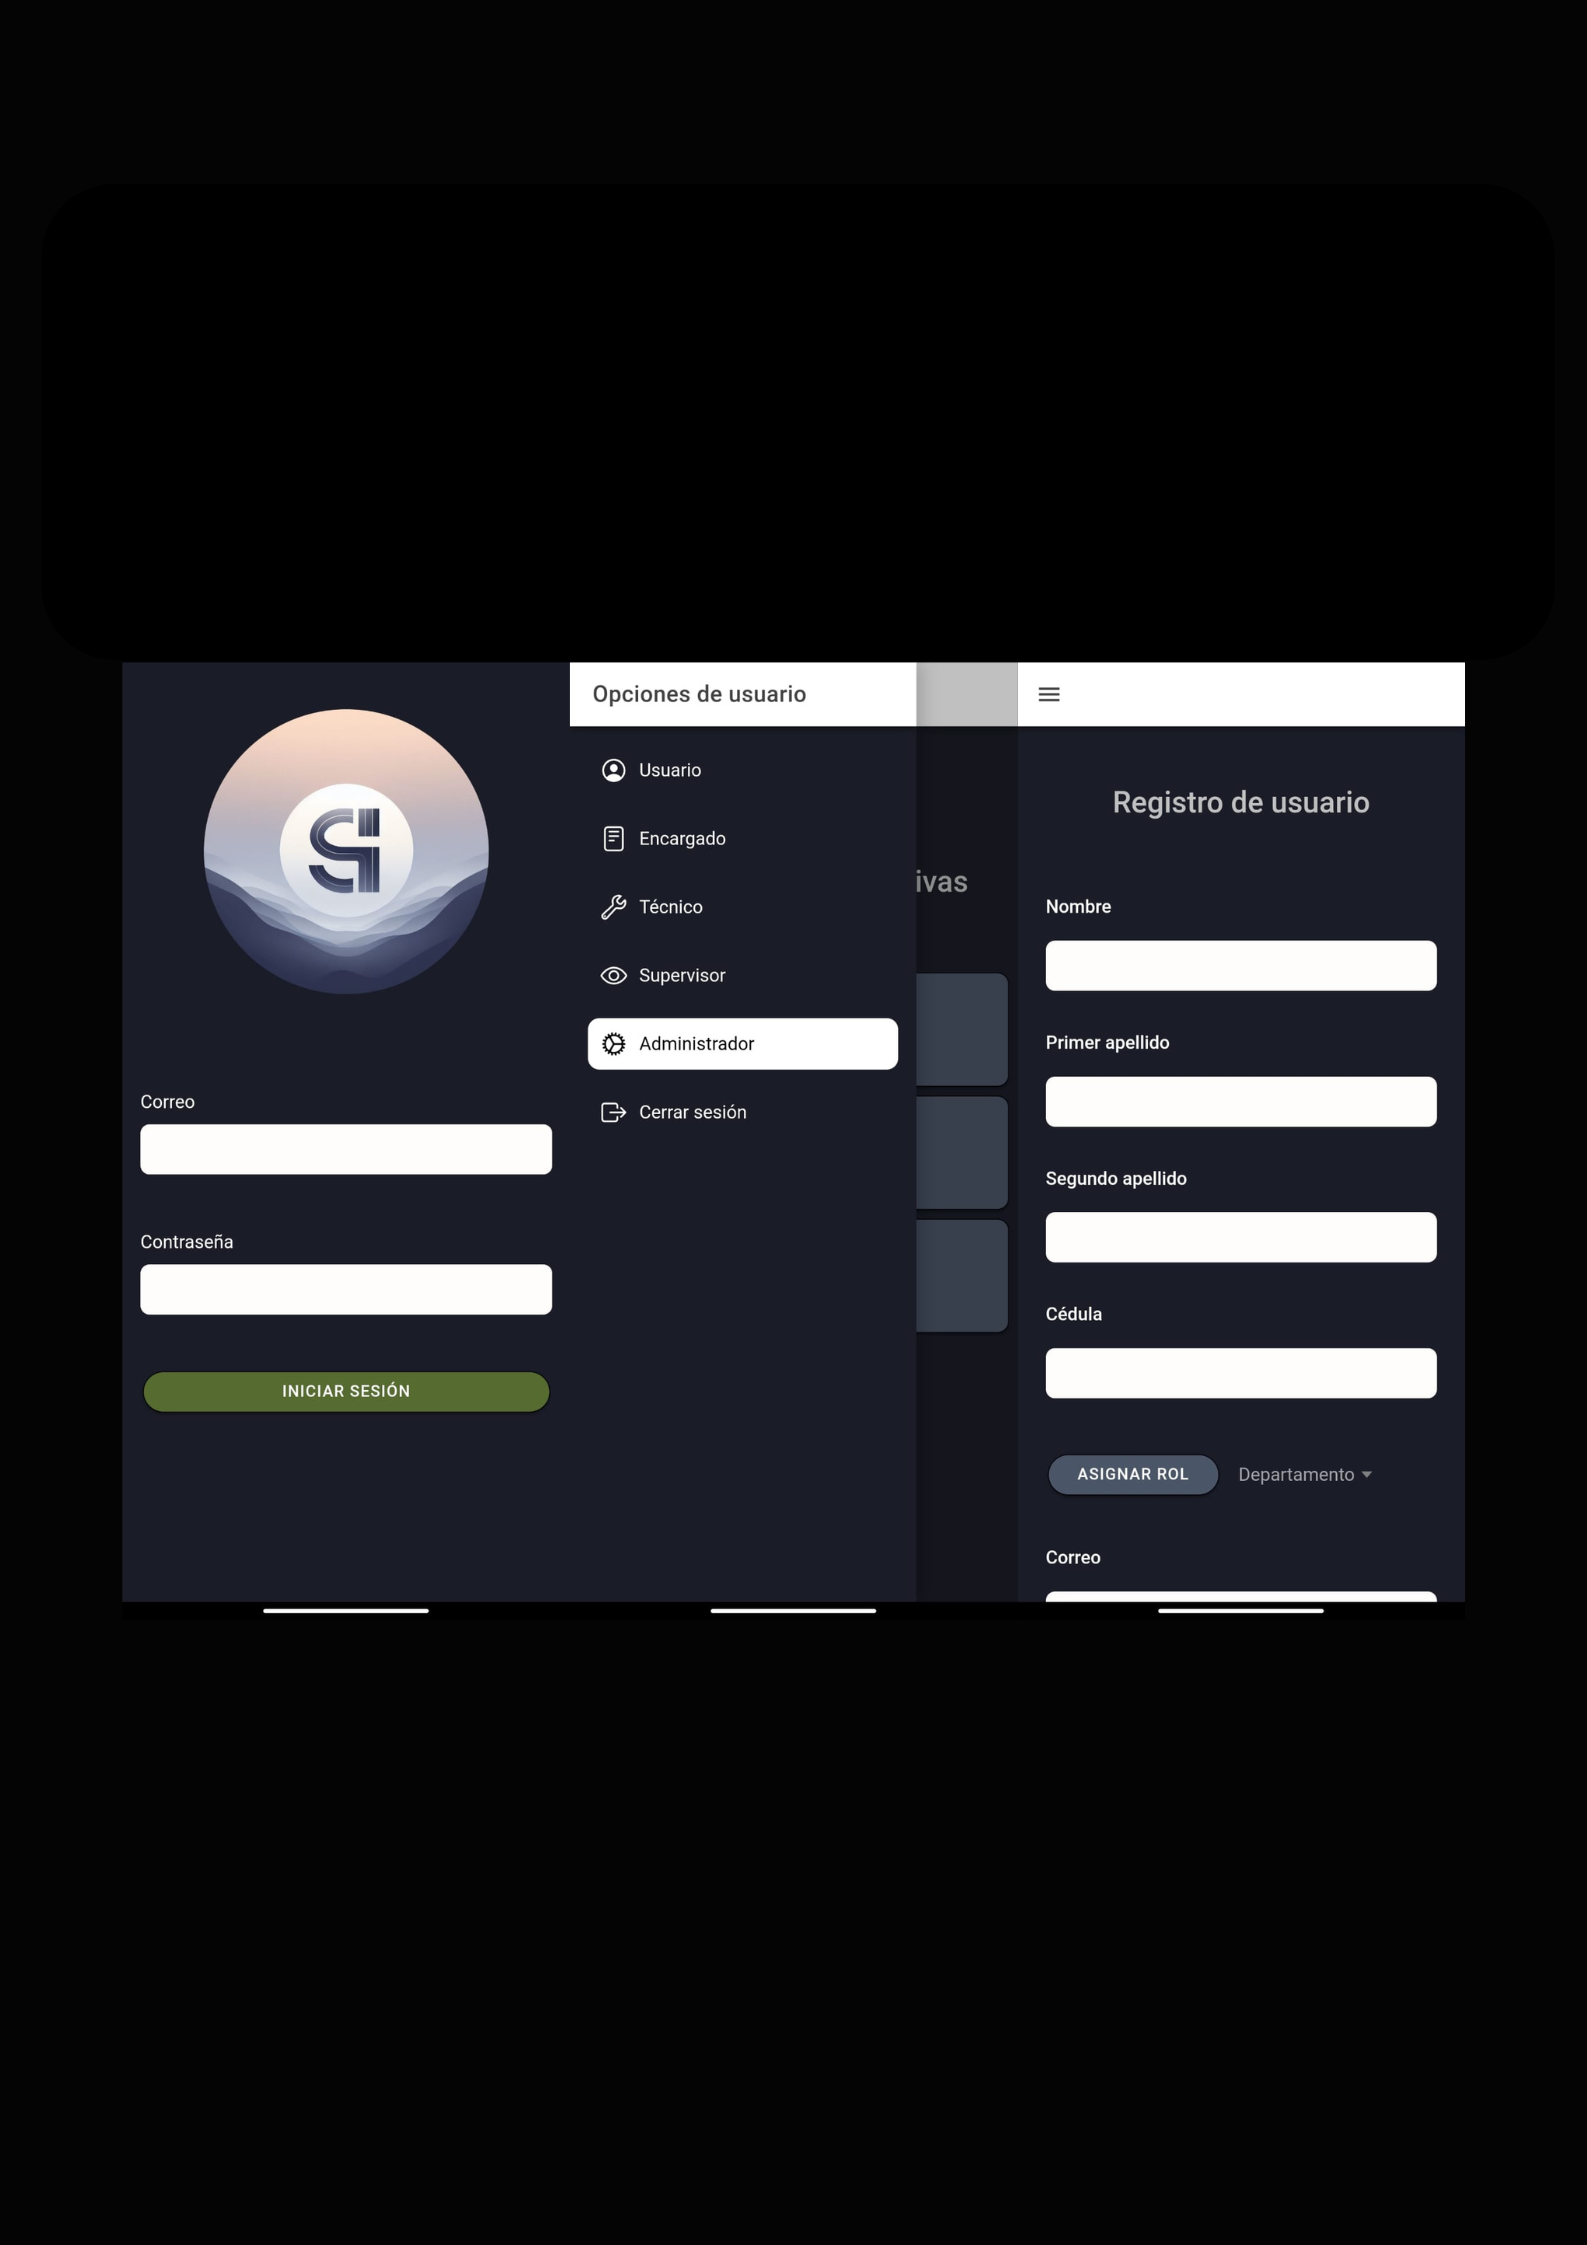 Correo
Contraseña
INICIAR SESIÓN
Opciones de usuario
Usuario
Encargado
Técnico
Supervisor
Administrador
Cerrar sesión
ivas
Registro de usuario
Nombre
Primer apellido
Segundo apellido
Cédula
ASIGNAR ROL Departamento
Correo